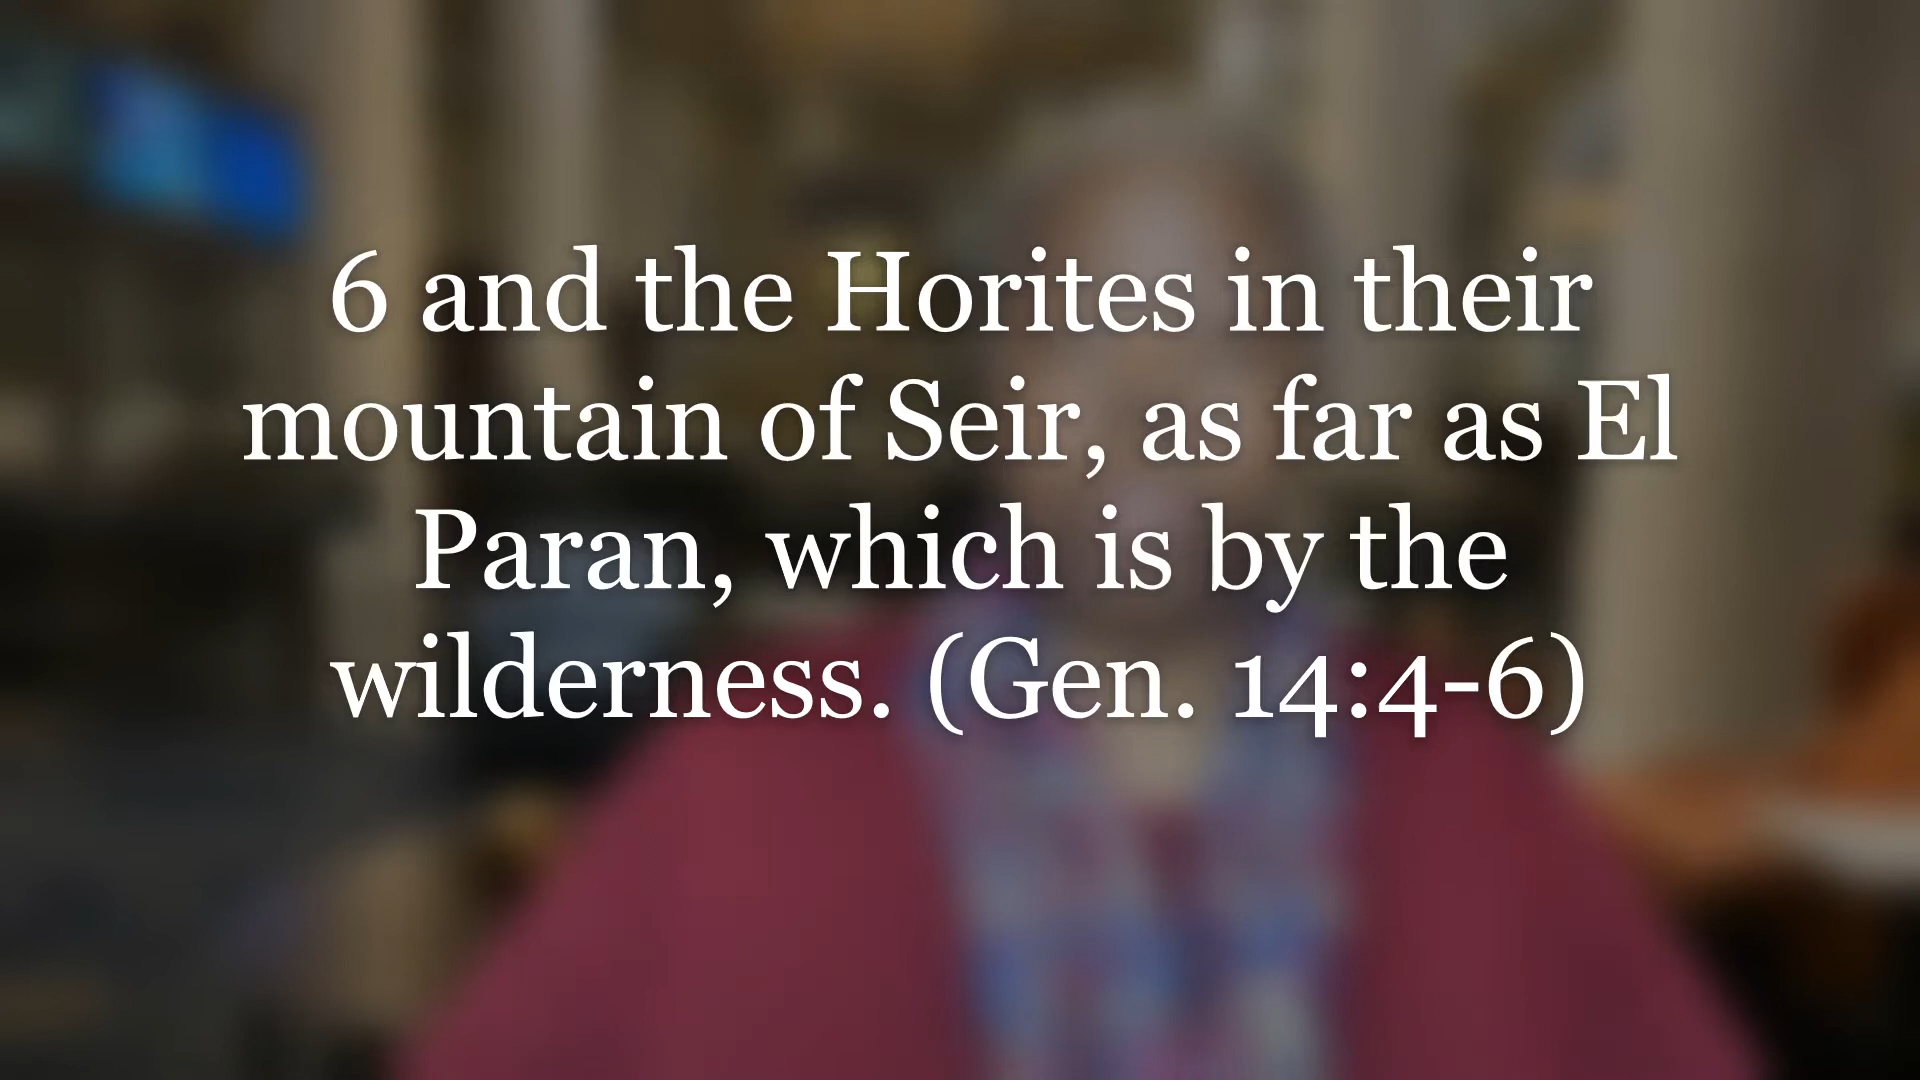 6 and the Horites in their
mountain of Seir, as far as El
Paran, which is by the
wilderness. (Gen. 14:4-6)